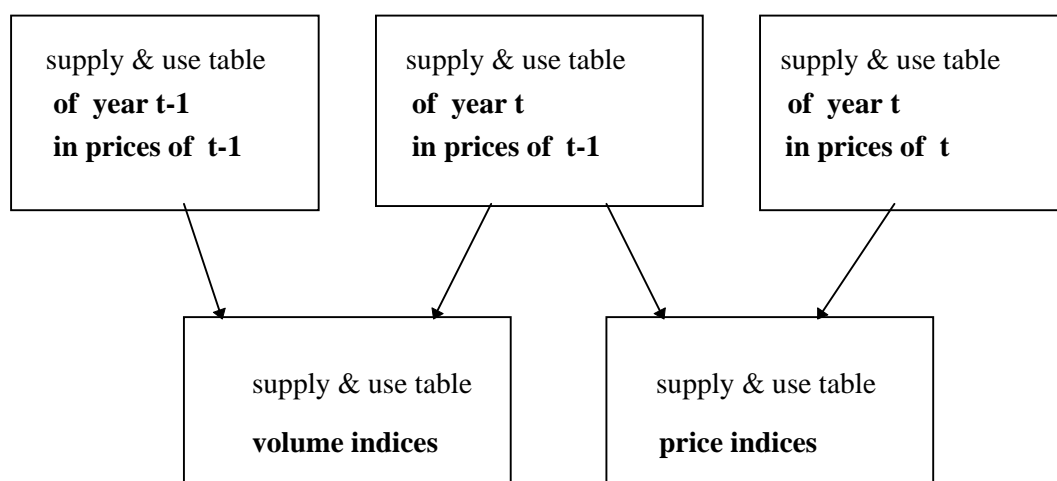 supply & use table
of year t-1
in prices of t-1
supply & use table
of year t
in prices of t-1
supply & use table
of year t
in prices of t
supply & use table
volume indices
supply & use table
price indices